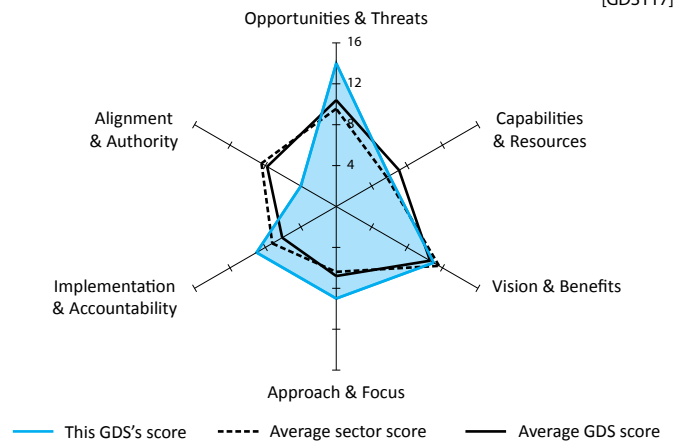 [GDS117]
Opportunities & Threats
16
12
8
4
Alignment
& Authority
Capabilities
& Resources
Implementation
& Accountability
Vision & Benefits
Approach & Focus
This GDS’s score
Average sector score
Average GDS score